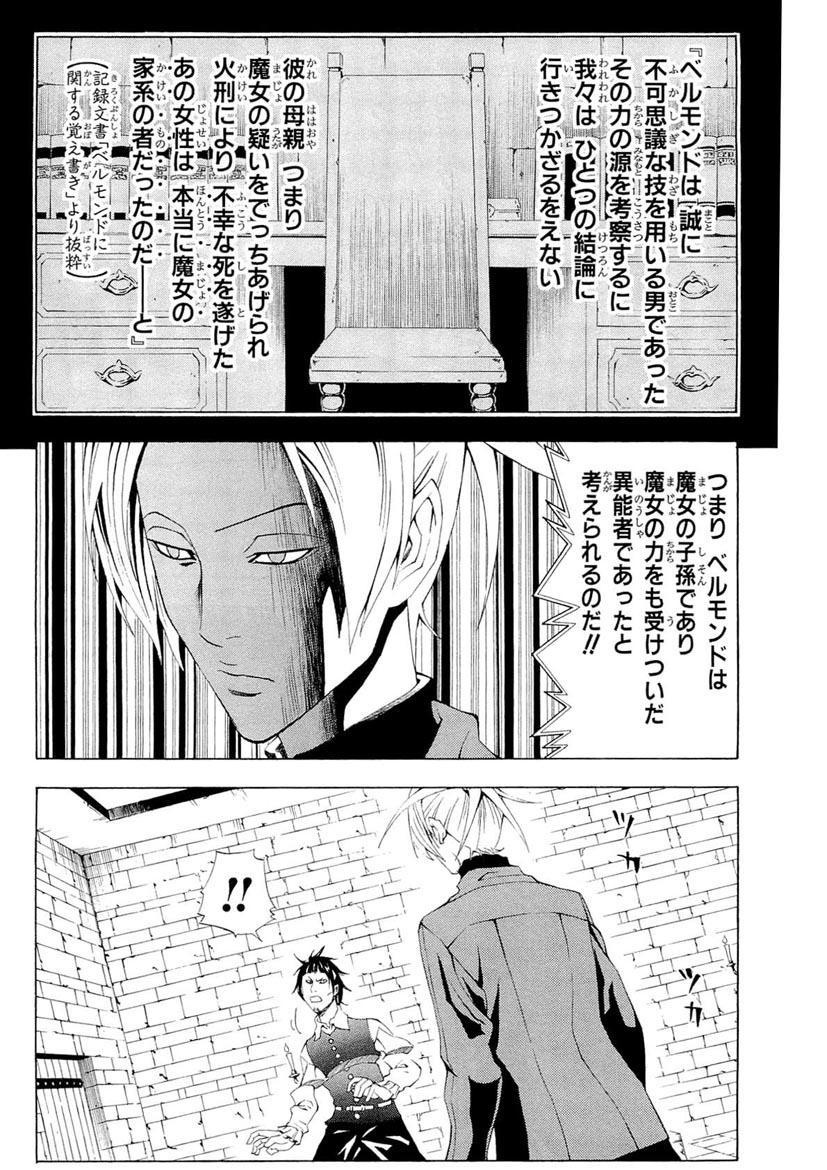 『ベルモンドは 誠に
不可思議な技を用いる男であった
その力の源を考察するに
我々は ひとつの結論に
行きつかざるをえない
彼の母親 つまり
魔女の疑いをでっちあげられ
火刑により 不幸な死を遂げた
あの女性は 本当に魔女の
家系の者だったのだ――と』
(記録文書「ベルモンドに
関する覚え書き」より抜粋)
つまり ベルモンドは
魔女の子孫であり
魔女の力をも受けついだ
異能者であったと
考えられるのだ!!
ツカ
!!
ツカ